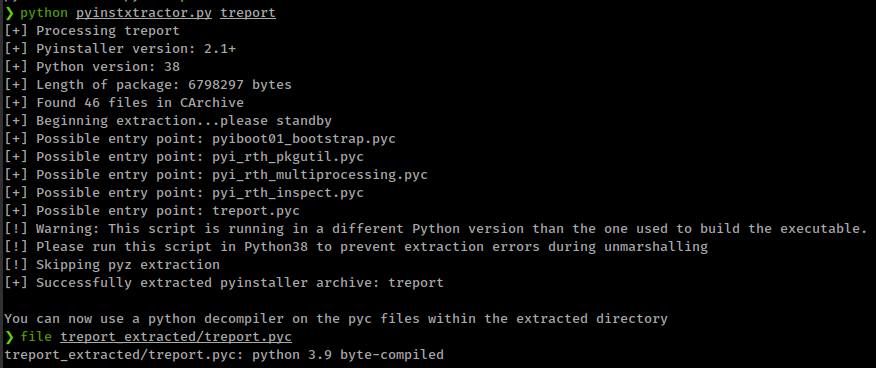 ❯ python pyinstxtractor.py treport
[+] Processing treport
[+] Pyinstaller version: 2.1+
[+] Python version: 38
[+] Length of package: 6798297 bytes
[+] Found 46 files in CArchive
[+] Beginning extraction...please standby
[+] Possible entry point: pyiboot01_bootstrap.pyc
[+] Possible entry point: pyi_rth_pkgutil.pyc
[+] Possible entry point: pyi_rth_multiprocessing.pyc
[+] Possible entry point: pyi_rth_inspect.pyc
[+] Possible entry point: treport.pyc
[!] Warning: This script is running in a different Python version than the one used to build the executable.
[!] Please run this script in Python38 to prevent extraction errors during unmarshalling
[!] Skipping pyz extraction
[+] Successfully extracted pyinstaller archive: treport

You can now use a python decompiler on the pyc files within the extracted directory
❯ file treport_extracted/treport.pyc
treport_extracted/treport.pyc: python 3.9 byte-compiled